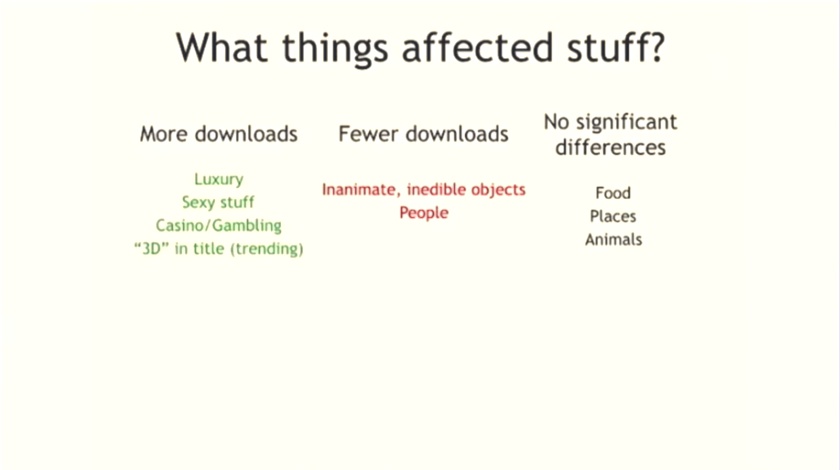 What things affected stuff?
More downloads
Luxury
Sexy stuff
Casino/Gambling
“3D” in title (trending)
Fewer downloads
Inanimate, inedible objects
People
No significant
differences
Food
Places
Animals